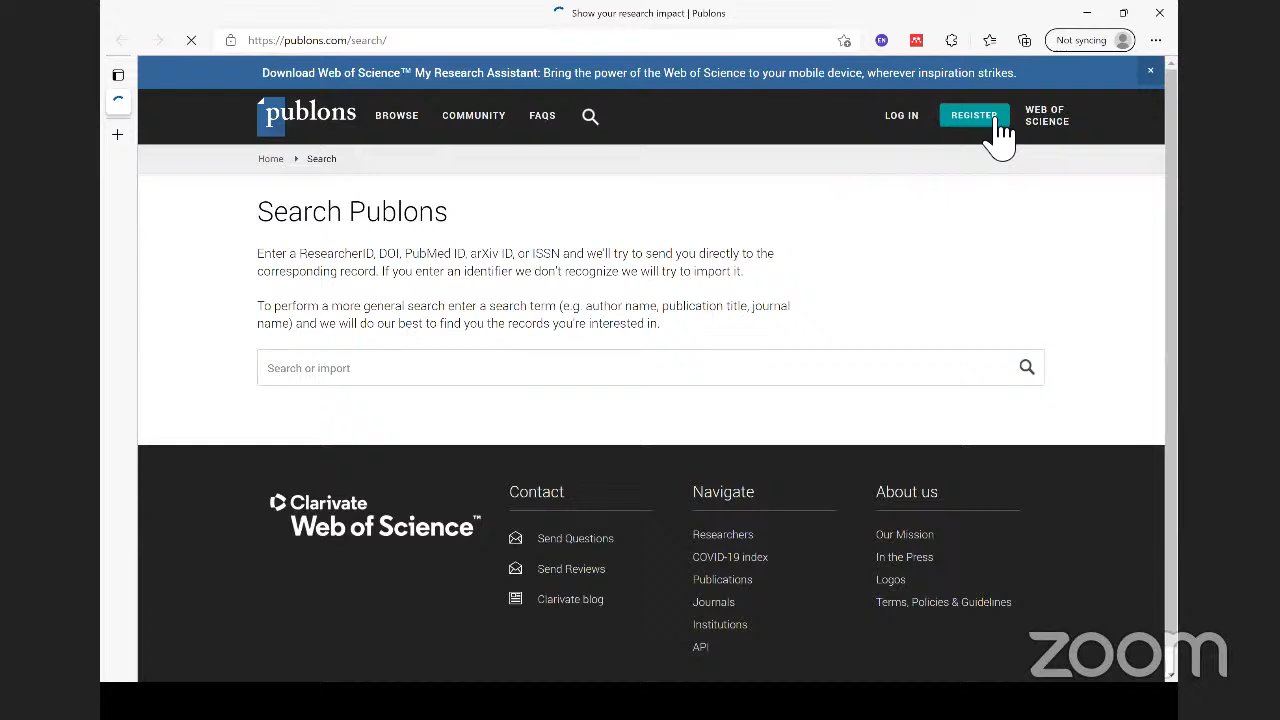 Show your research impact | Publons
https://publons.com/search/
EN
Not syncing
Download Web of Science™ My Research Assistant: Bring the power of the Web of Science to your mobile device, wherever inspiration strikes.
publons
BROWSE
COMMUNITY
FAQS
LOG IN
REGISTER
WEB OF
SCIENCE
Home
Search
Search Publons
Enter a ResearcherID, DOI, PubMed ID, arXiv ID, or ISSN and we'll try to send you directly to the
corresponding record. If you enter an identifier we don't recognize we will try to import it.
To perform a more general search enter a search term (e.g. author name, publication title, journal
name) and we will do our best to find you the records you're interested in.
Search or import
Clarivate
Web of Science™
Contact
Send Questions
Send Reviews
Clarivate blog
Navigate
Researchers
COVID-19 index
Publications
Journals
Institutions
API
About us
Our Mission
In the Press
Logos
Terms, Policies & Guidelines
zoom